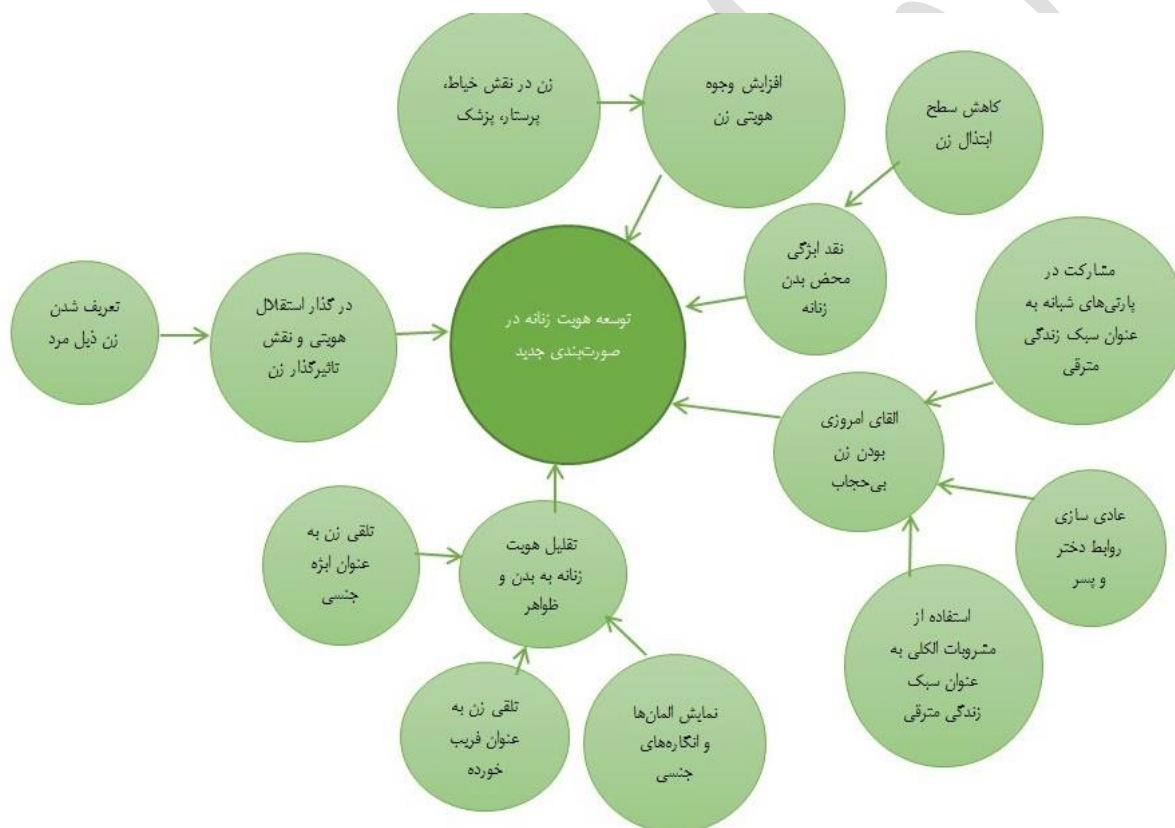 زن در نقش خیاط،
پرستار، پزشک
افزایش وجوه
هویتی زن
کاهش سطح
ابتذال زن
نقد ابژگی
محض بدن
زنانه
مشارکت در
پارتی‌های شبانه به
عنوان سبک زندگی
مترقی
تعریف شدن
زن ذیل مرد
در گذار استقلال
هویتی و نقش
تاثیرگذار زن
توسعه هویت زنانه در
صورت‌بندی جدید
القای امروزی
بودن زن
بی‌حجاب
عادی سازی
روابط دختر
و پسر
استفاده از
مشروبات الکلی به
عنوان سبک
زندگی مترقی
تقلیل هویت
زنانه به بدن و
ظواهر
تلقی زن به
عنوان ابژه
جنسی
تلقی زن به
عنوان فریب
خورده
نمایش المان‌ها
و انگاره‌های
جنسی